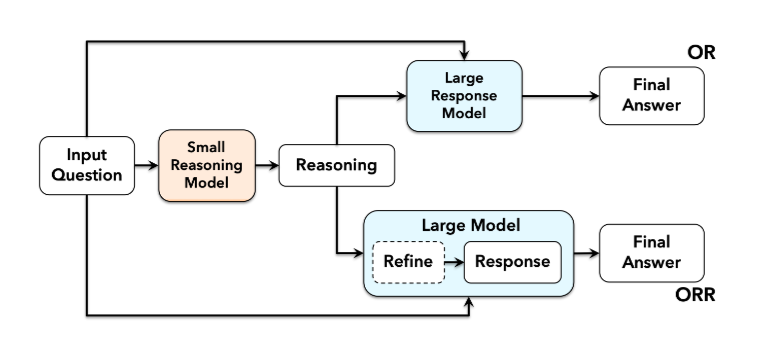 OR
Large
Response
Model
Final
Answer
Input
Question
Small
Reasoning
Model
Reasoning
Large Model
Refine
Response
Final
Answer
ORR